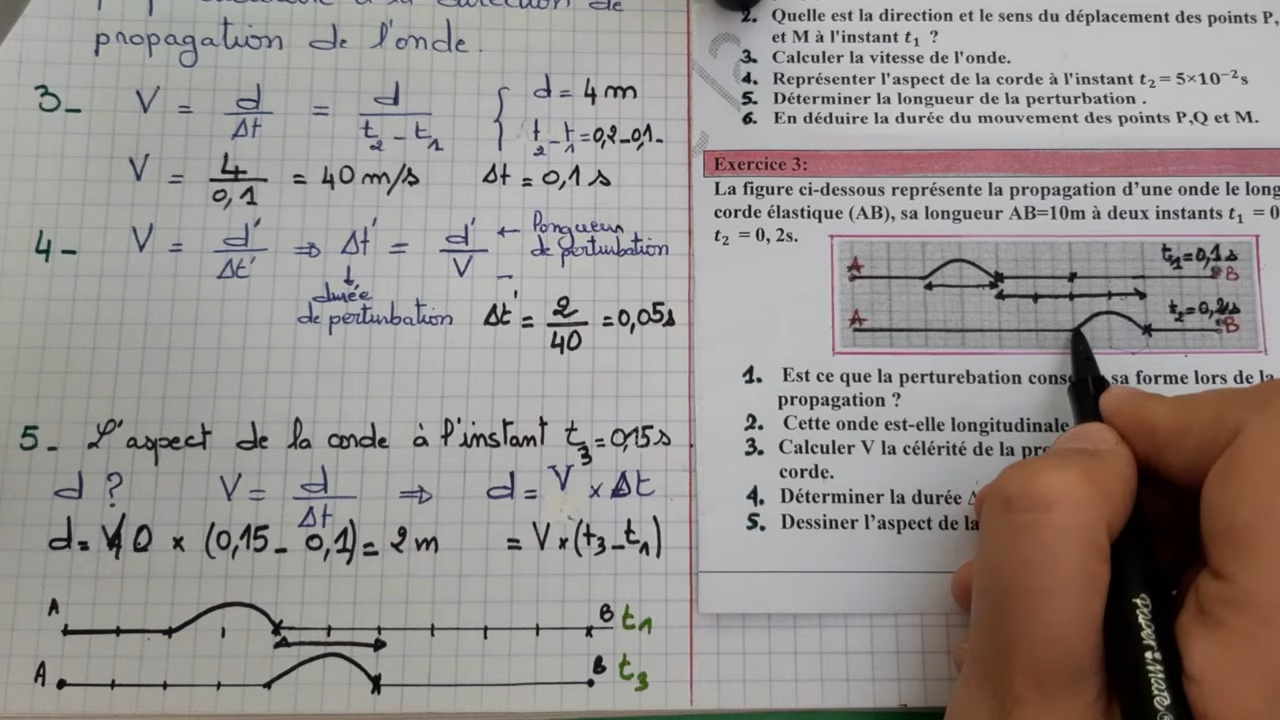 propagation de l'onde.
3- V = d/Δt = d/(t2 - t1) { d = 4 m
t2 - t1 = 0,2 - 0,1-
V = 4/0,1 = 40 m/s Δt = 0,1 s
4- V = d'/Δt' ⇒ Δt' = d'/V ← longueur de perturbation
↓ durée de perturbation Δt' = 2/40 = 0,05s
5- L'aspect de la corde à l'instant t3 = 0,15s
d ? V = d/Δt ⇒ d = V × Δt
d = 40 × (0,15 - 0,1) = 2 m = V × (t3 - t1)
A B t1
A B t3
2. Quelle est la direction et le sens du déplacement des points P,
et M à l'instant t1 ?
3. Calculer la vitesse de l'onde.
4. Représenter l'aspect de la corde à l'instant t2 = 5×10⁻²s
5. Déterminer la longueur de la perturbation .
6. En déduire la durée du mouvement des points P,Q et M.
Exercice 3:
La figure ci-dessous représente la propagation d'une onde le long
corde élastique (AB), sa longueur AB=10m à deux instants t1 = 0
t2 = 0, 2s.
A t1=0,1s B
A t2=0,2s B
1. Est ce que la perturebation sa forme lors de la
propagation ?
2. Cette onde est-elle longitudinale
3. Calculer V la célérité de la
corde.
4. Déterminer la durée
5. Dessiner l'aspect de la
paper:mate